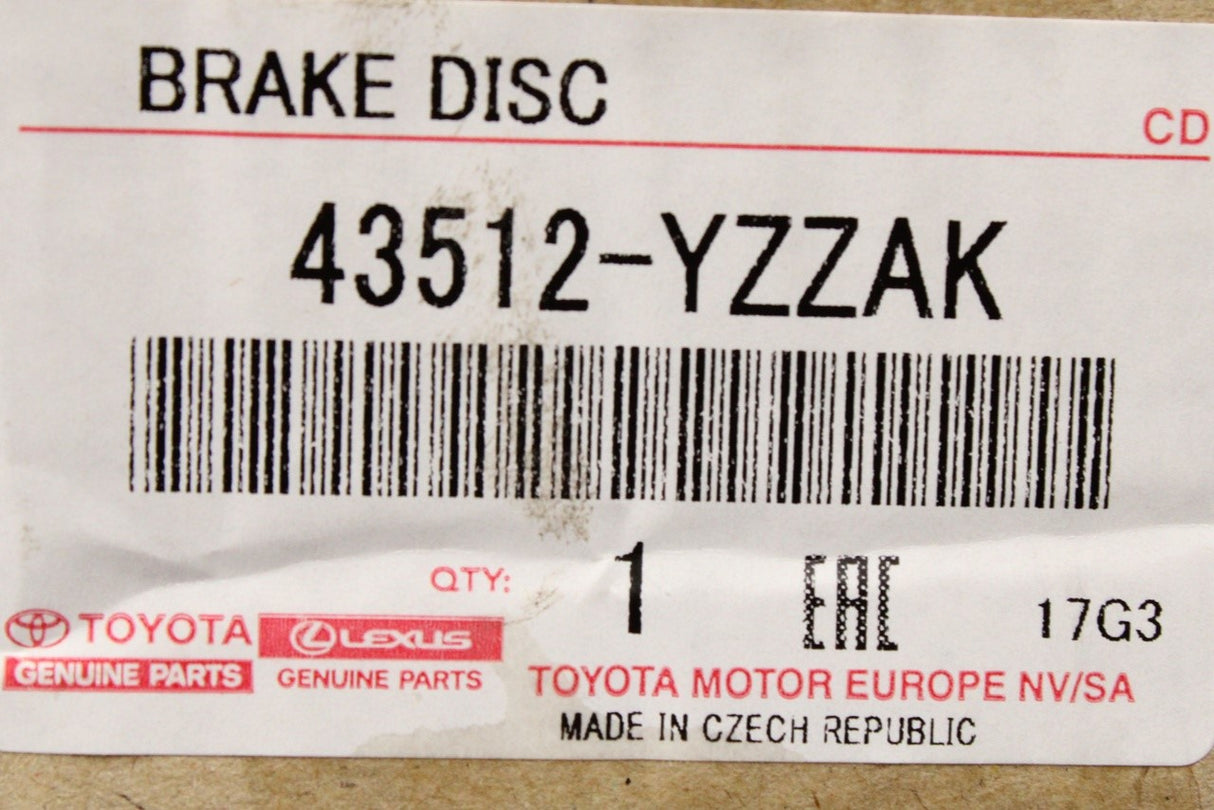 BRAKE DISC
CD
43512-YZZAK
QTY: 1
EAC
17G3
TOYOTA
GENUINE PARTS
LEXUS
GENUINE PARTS
TOYOTA MOTOR EUROPE NV/SA
MADE IN CZECH REPUBLIC